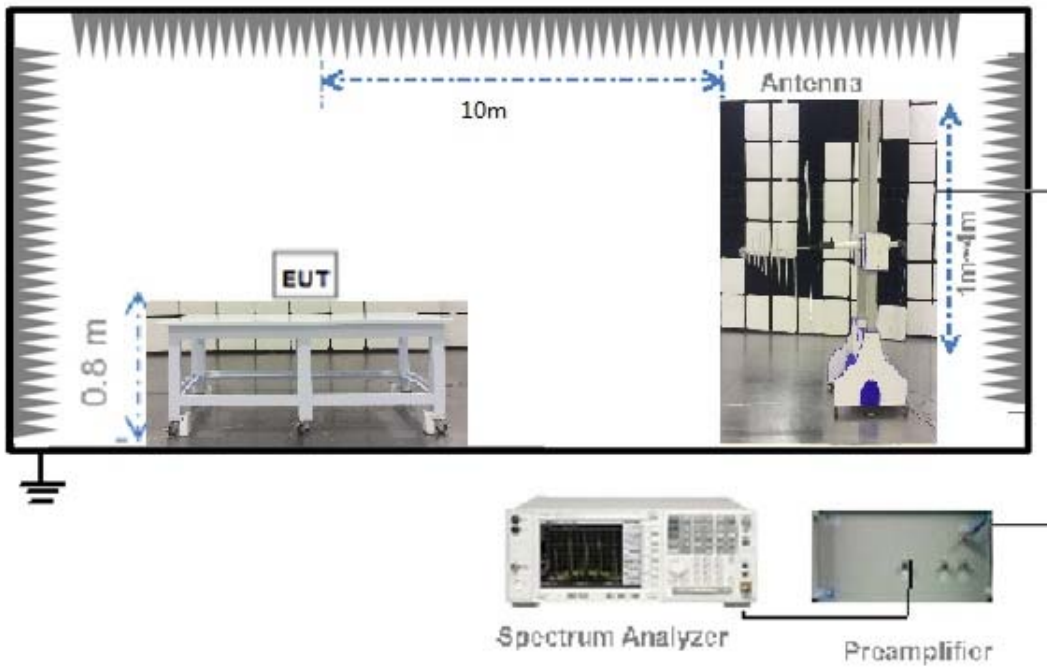 10m
Antenna
EUT
0.8 m
1m~4m
Spectrum Analyzer
Preamplifier